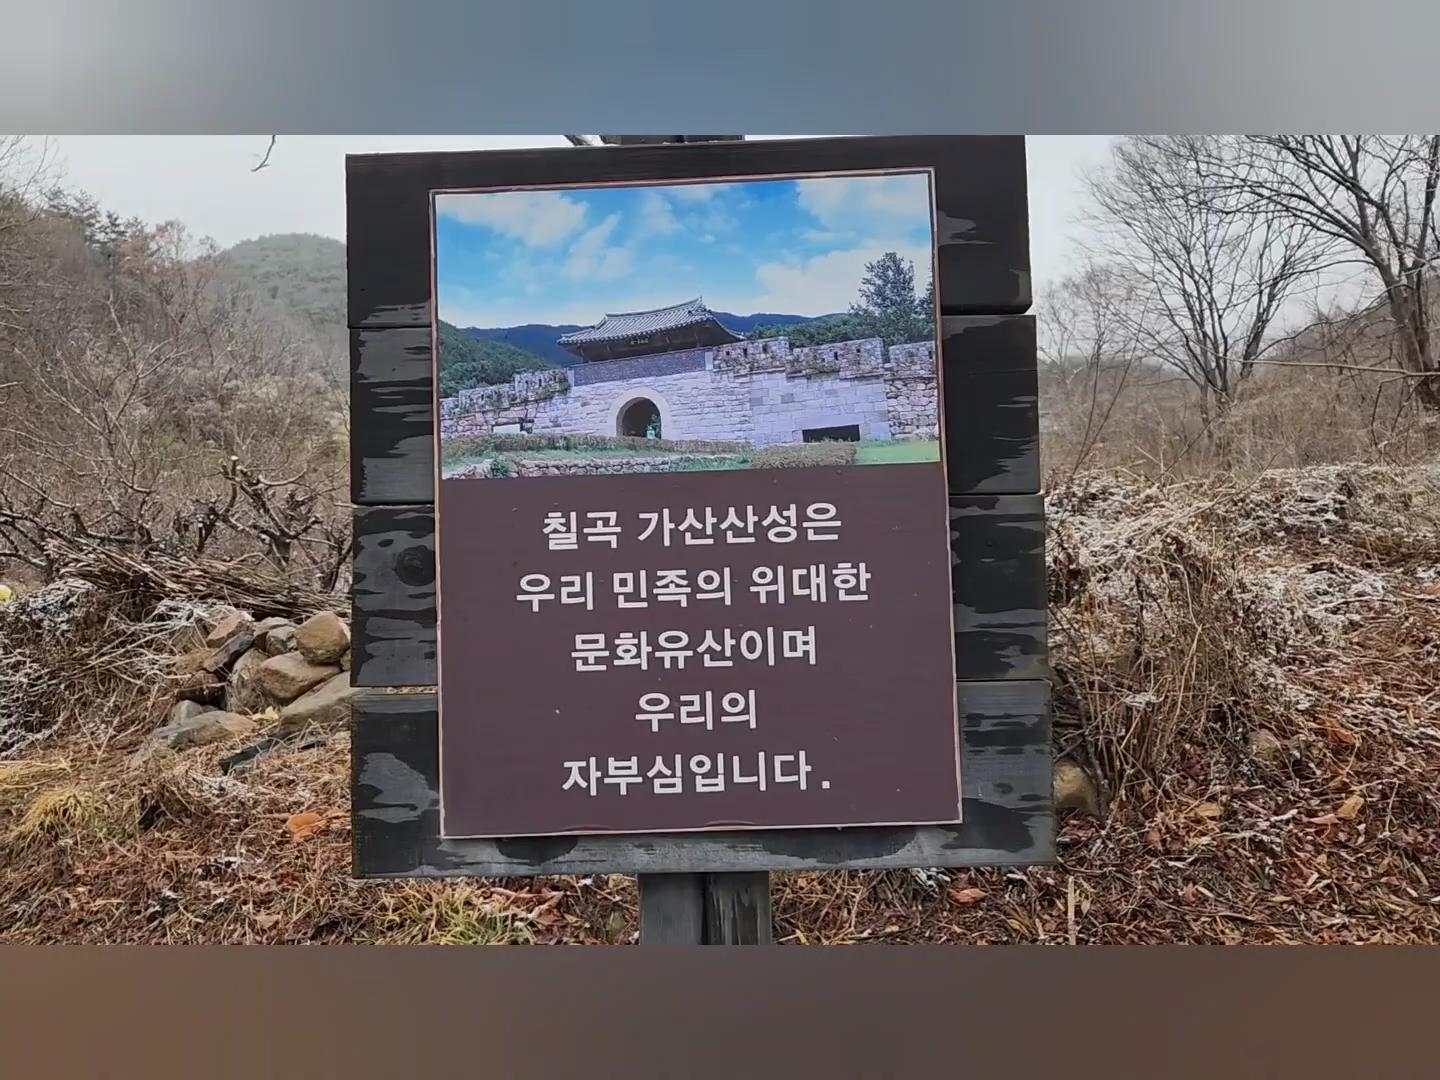 칠곡 가산산성은
우리 민족의 위대한
문화유산이며
우리의
자부심입니다.